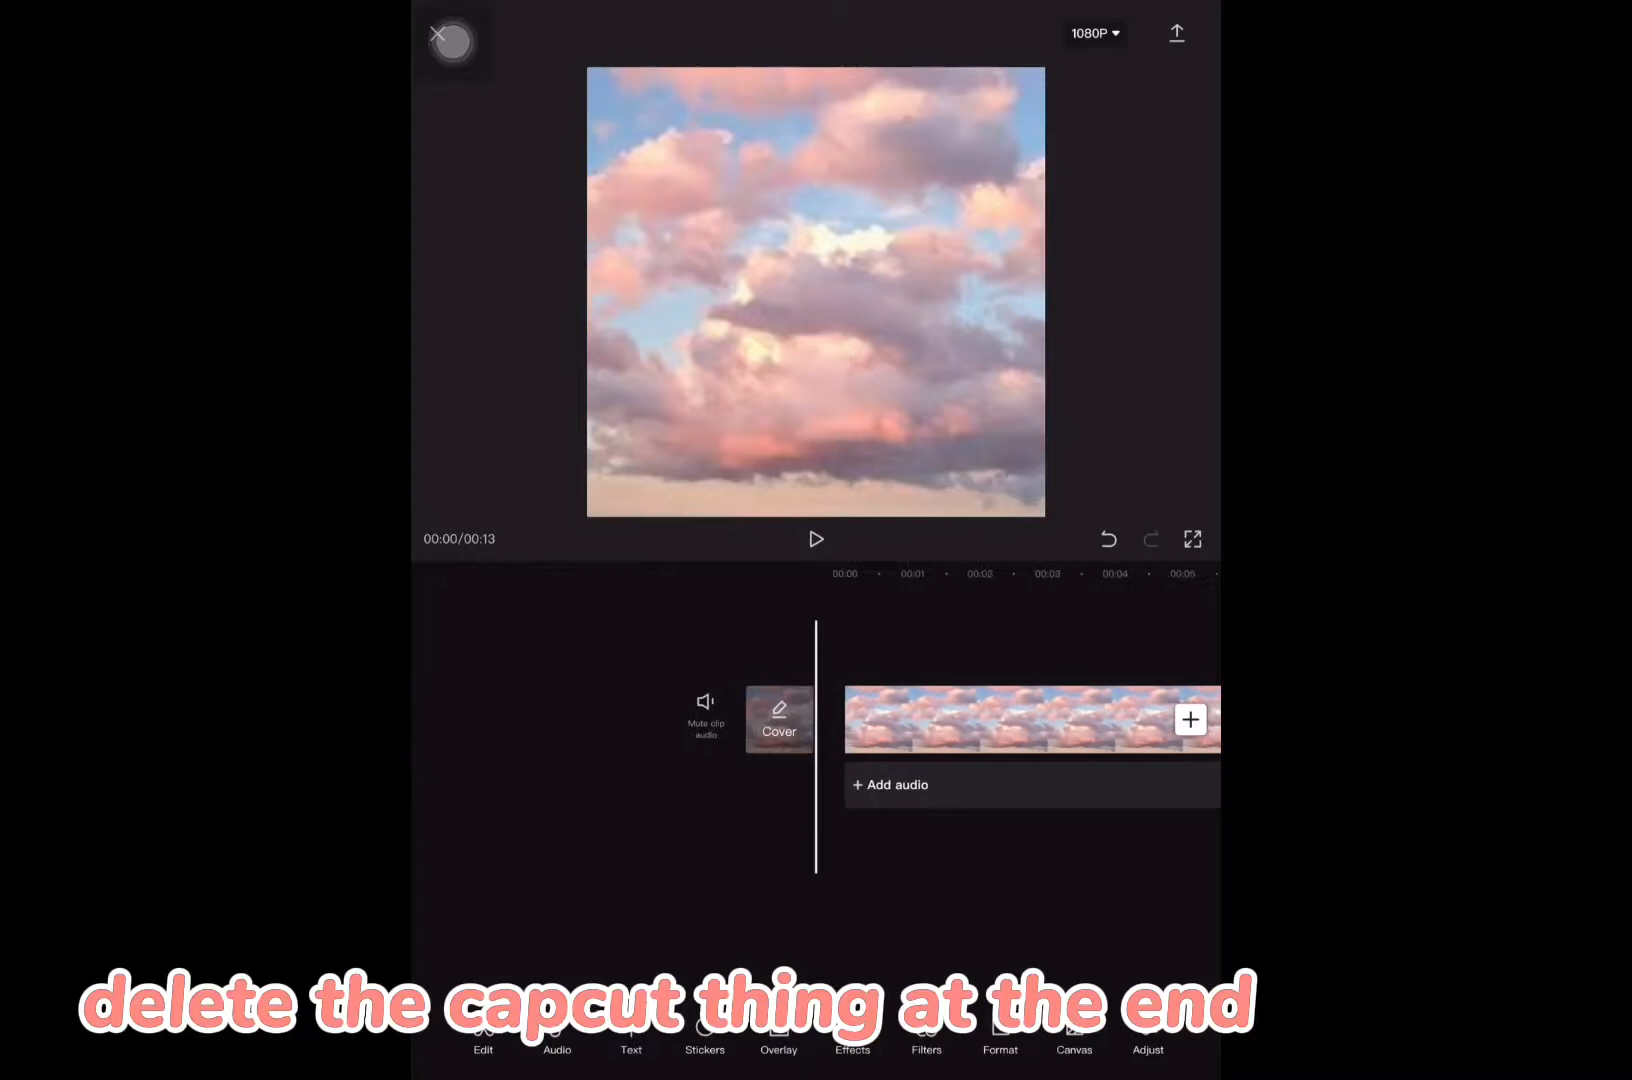 1080P
00:00/00:13
00:00 00:01 00:02 00:03 00:04 00:05
Mute clip
audio
Cover
+ Add audio
delete the capcut thing at the end
Edit Audio Text Stickers Overlay Effects Filters Format Canvas Adjust